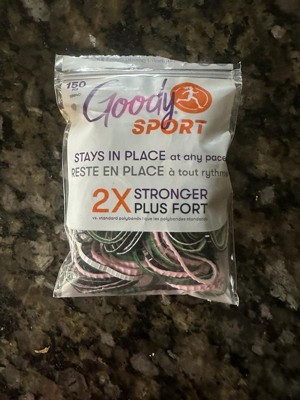 150
Goody
SPORT
STAYS IN PLACE at any pace
RESTE EN PLACE à tout rythme
2X STRONGER
PLUS FORT